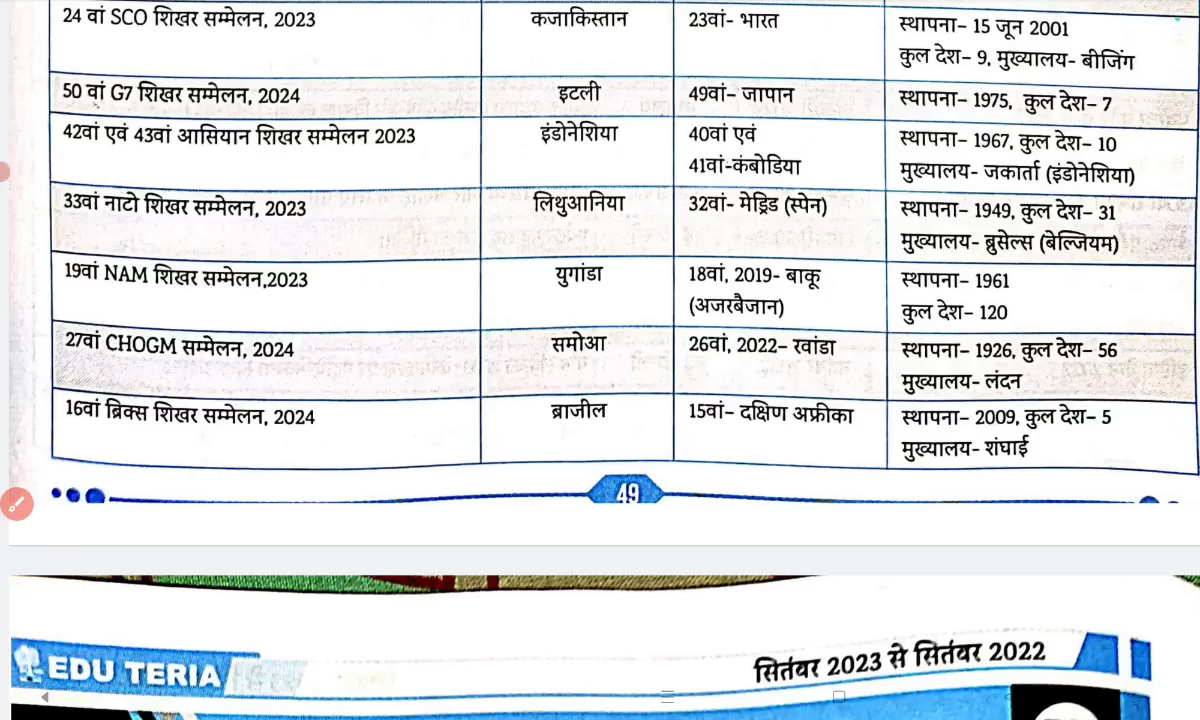 24 वां SCO शिखर सम्मेलन, 2023
कजाकिस्तान
23वां- भारत
स्थापना- 15 जून 2001
कुल देश- 9, मुख्यालय- बीजिंग
50 वां G7 शिखर सम्मेलन, 2024
इटली
49वां- जापान
स्थापना- 1975, कुल देश- 7
42वां एवं 43वां आसियान शिखर सम्मेलन 2023
इंडोनेशिया
40वां एवं
41वां-कंबोडिया
स्थापना- 1967, कुल देश- 10
मुख्यालय- जकार्ता (इंडोनेशिया)
33वां नाटो शिखर सम्मेलन, 2023
लिथुआनिया
32वां- मेड्रिड (स्पेन)
स्थापना- 1949, कुल देश- 31
मुख्यालय- ब्रुसेल्स (बेल्जियम)
19वां NAM शिखर सम्मेलन,2023
युगांडा
18वां, 2019- बाकू
(अजरबैजान)
स्थापना- 1961
कुल देश- 120
27वां CHOGM सम्मेलन, 2024
समोआ
26वां, 2022- रवांडा
स्थापना- 1926, कुल देश- 56
मुख्यालय- लंदन
16वां ब्रिक्स शिखर सम्मेलन, 2024
ब्राजील
15वां- दक्षिण अफ्रीका
स्थापना- 2009, कुल देश- 5
मुख्यालय- शंघाई
49
EDU TERIA
सितंबर 2023 से सितंबर 2022